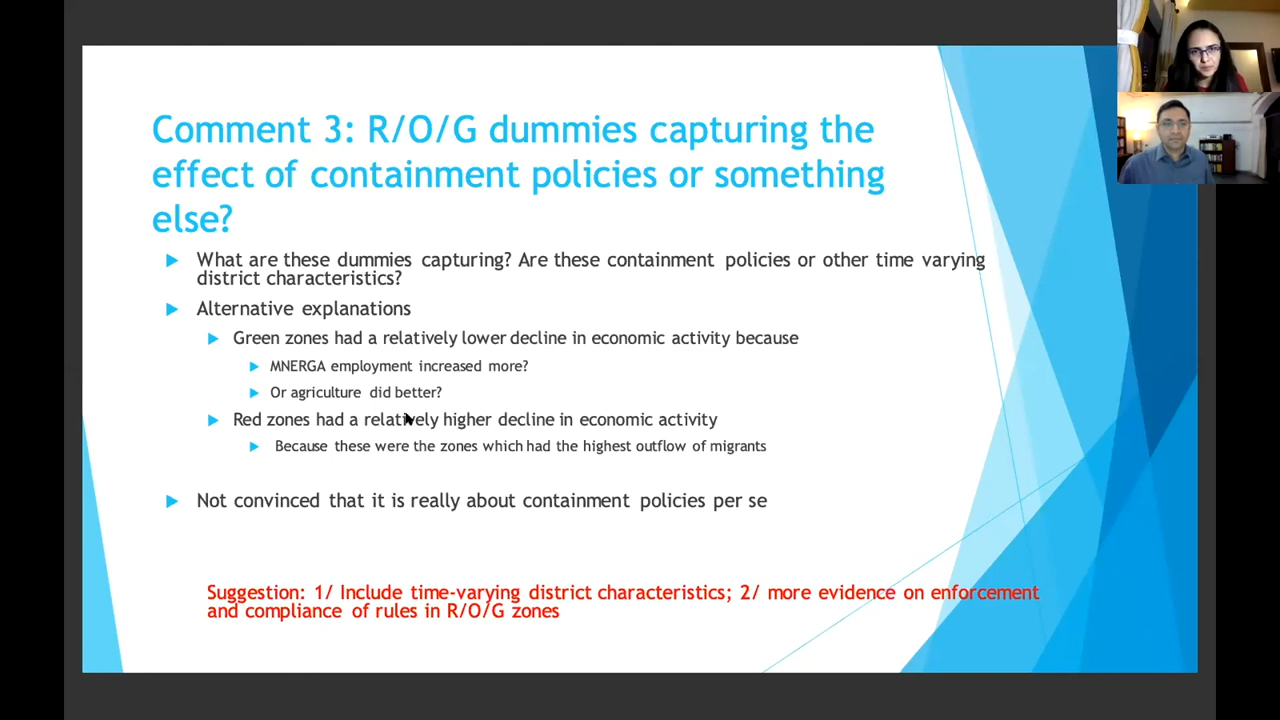 Comment 3: R/O/G dummies capturing the
effect of containment policies or something
else?
What are these dummies capturing? Are these containment policies or other time varying
district characteristics?
Alternative explanations
Green zones had a relatively lower decline in economic activity because
MNERGA employment increased more?
Or agriculture did better?
Red zones had a relatively higher decline in economic activity
Because these were the zones which had the highest outflow of migrants
Not convinced that it is really about containment policies per se
Suggestion: 1/ Include time-varying district characteristics; 2/ more evidence on enforcement
and compliance of rules in R/O/G zones